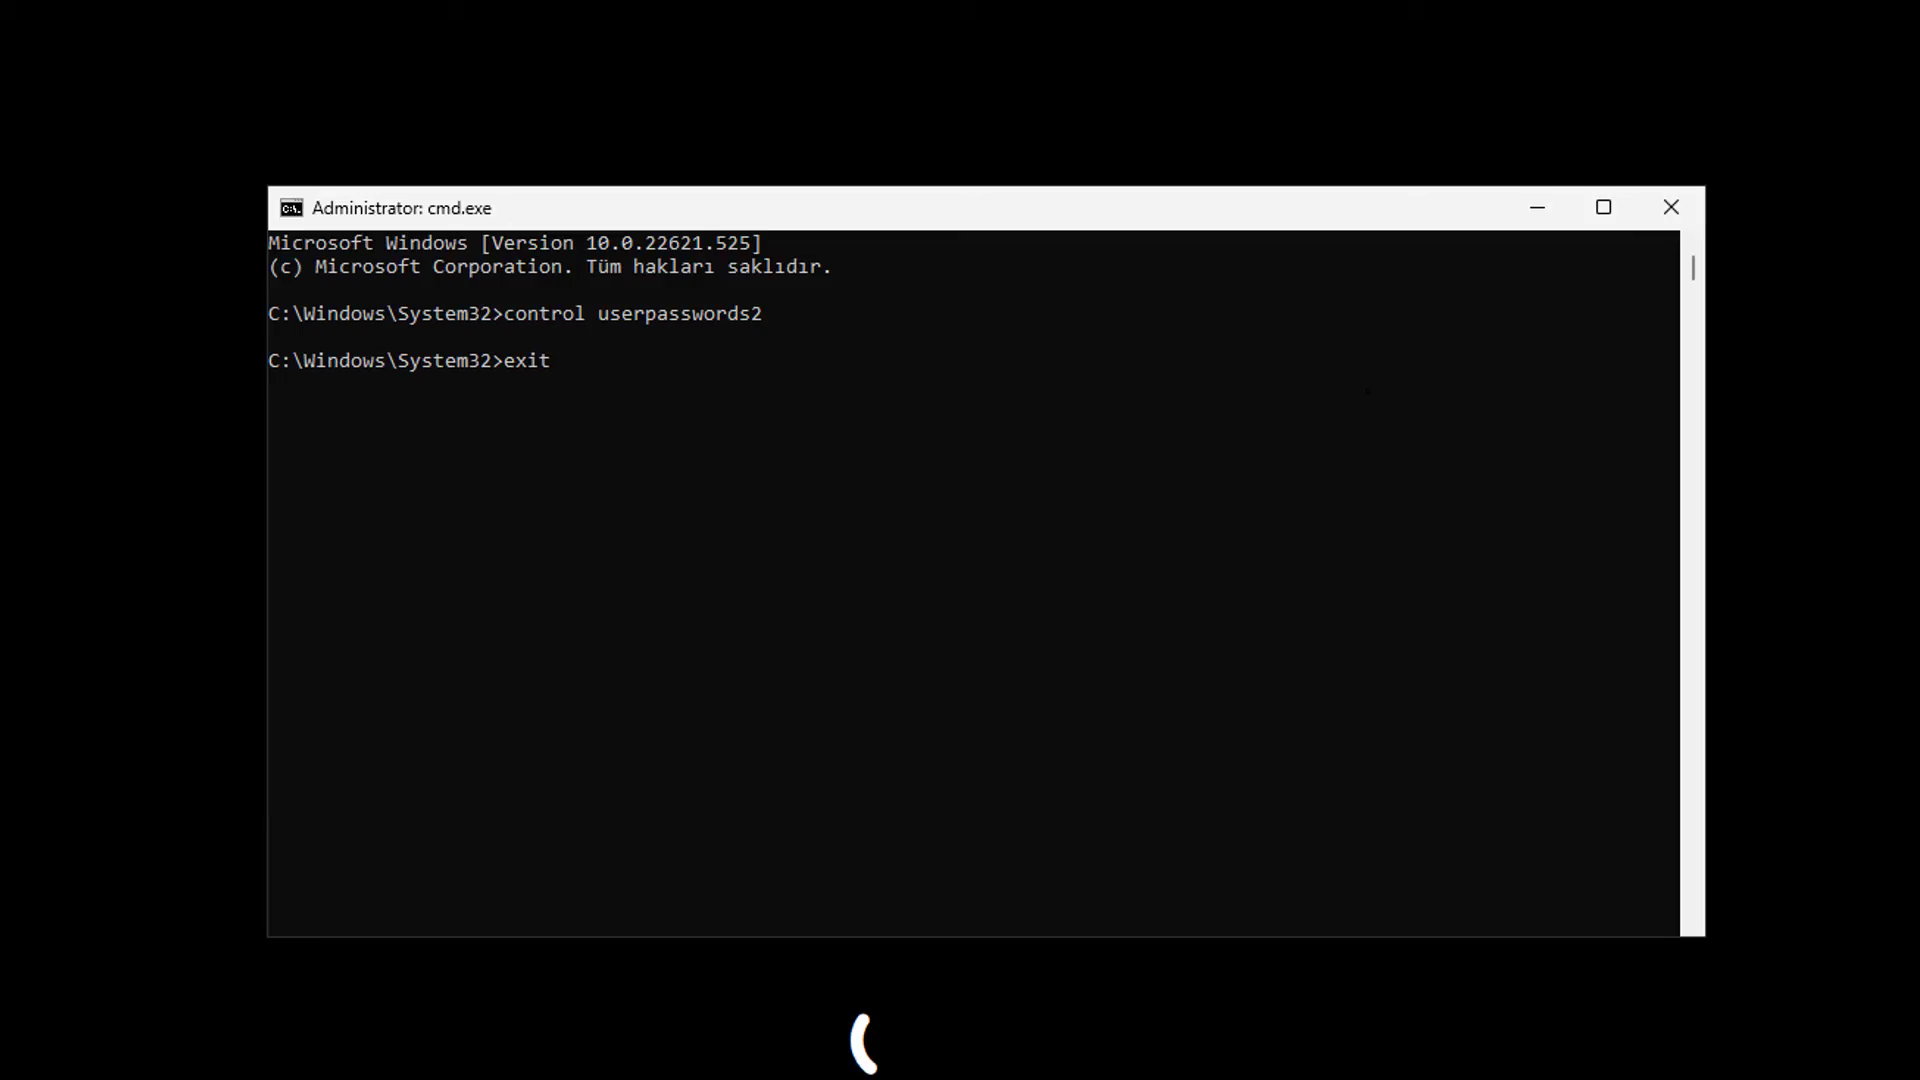 Administrator: cmd.exe
Microsoft Windows [Version 10.0.22621.525]
(c) Microsoft Corporation. Tüm hakları saklıdır.
C:\Windows\System32>control userpasswords2
C:\Windows\System32>exit